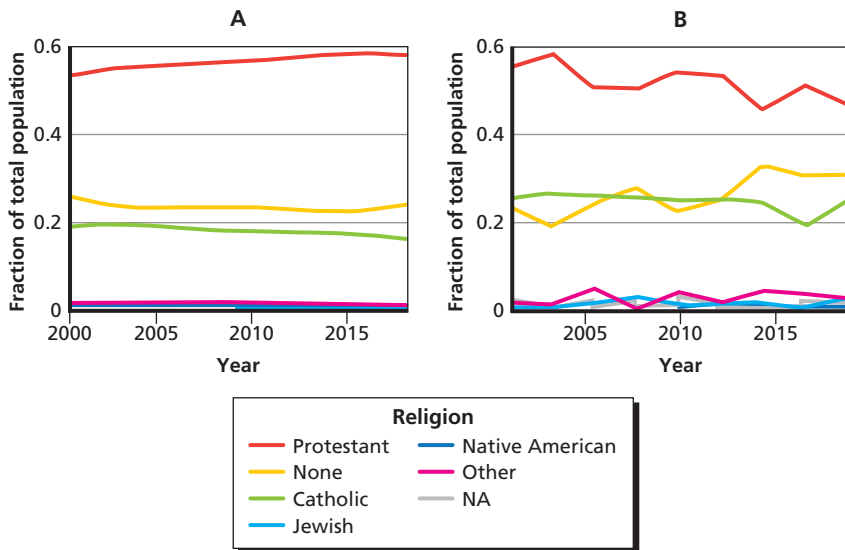 A
B
Fraction of total population
0.6
0.4
0.2
0
2000
2005
2010
2015
Year
Fraction of total population
0.6
0.4
0.2
0
2005
2010
2015
Year
Religion
Protestant
Native American
None
Other
Catholic
NA
Jewish